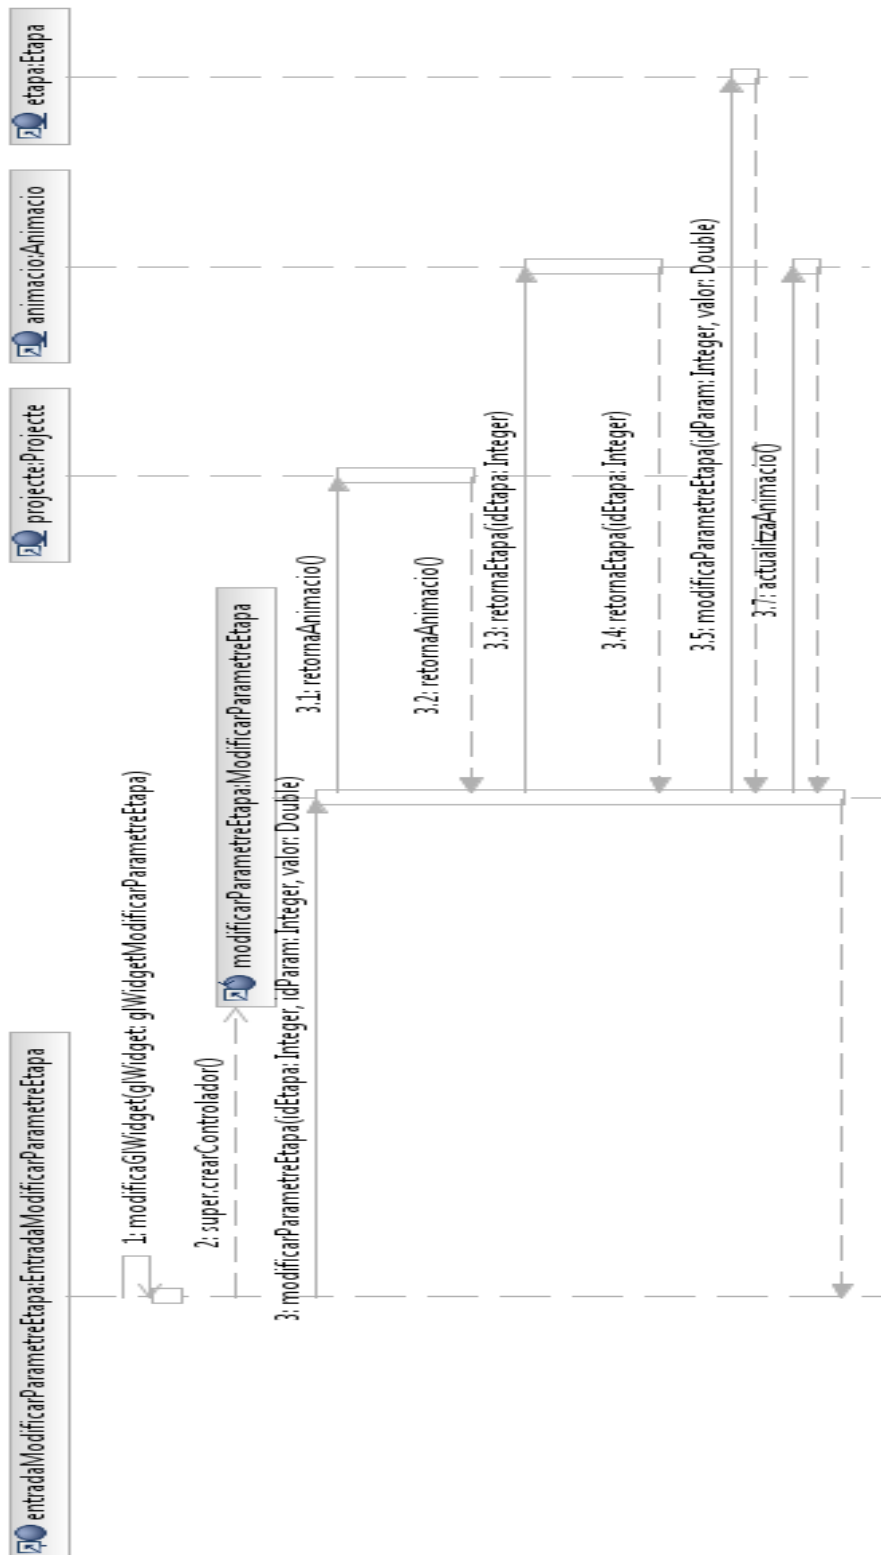 entradaModificarParametreEtapa:EntradaModificarParametreEtapa
modificarParametreEtapa:ModificarParametreEtapa
projecte:Projecte
animacio:Animacio
etapa:Etapa
1: modificaGlWidget(glWidget: glWidgetModificarParametreEtapa)
2: super.crearControlador()
3: modificarParametreEtapa(idEtapa: Integer, idParam: Integer, valor: Double)
3.1: retornaAnimacio()
3.2: retornaAnimacio()
3.3: retornaEtapa(idEtapa: Integer)
3.4: retornaEtapa(idEtapa: Integer)
3.5: modificaParametreEtapa(idParam: Integer, valor: Double)
3.7: actualitzaAnimacio()